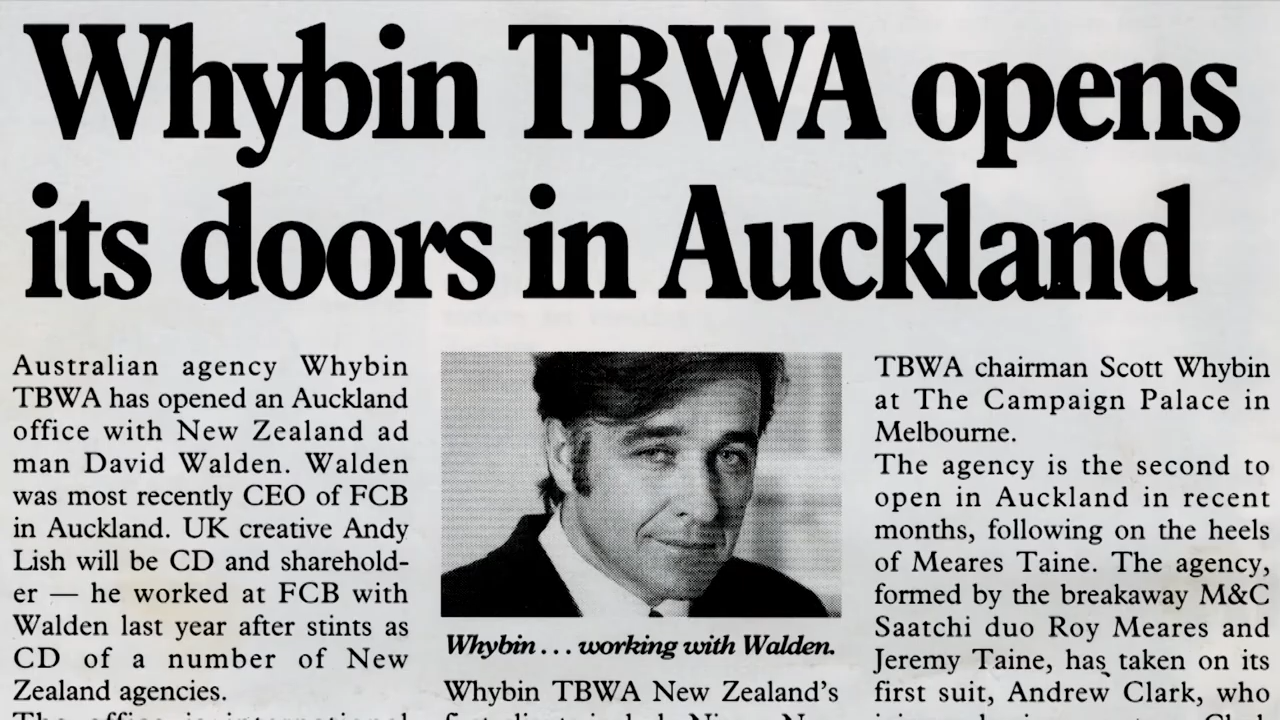 Whybin TBWA opens
its doors in Auckland
Australian agency Whybin
TBWA has opened an Auckland
office with New Zealand ad
man David Walden. Walden
was most recently CEO of FCB
in Auckland. UK creative Andy
Lish will be CD and sharehold-
er — he worked at FCB with
Walden last year after stints as
CD of a number of New
Zealand agencies.
The office is international
Whybin . . . working with Walden.
Whybin TBWA New Zealand's
TBWA chairman Scott Whybin
at The Campaign Palace in
Melbourne.
The agency is the second to
open in Auckland in recent
months, following on the heels
of Meares Taine. The agency,
formed by the breakaway M&C
Saatchi duo Roy Meares and
Jeremy Taine, has taken on its
first suit, Andrew Clark, who